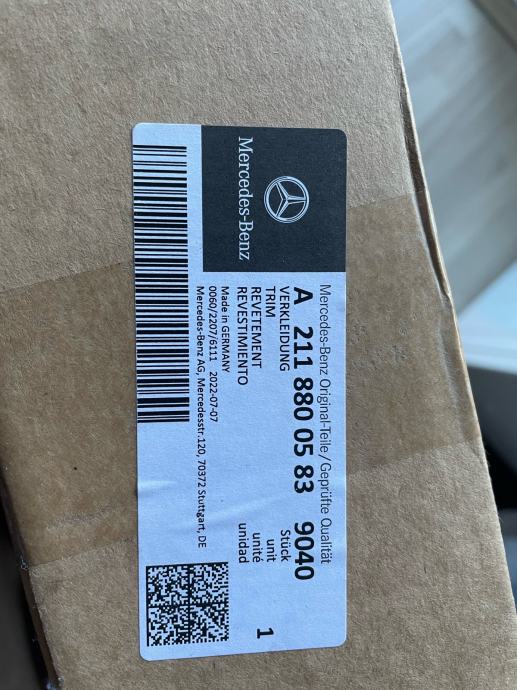 Mercedes-Benz
Mercedes-Benz Original-Teile / Geprüfte Qualität
A 211 880 05 83 9040
VERKLEIDUNG
TRIM
REVETEMENT
REVESTIMIENTO
Stück
unit
unité
unidad
1
Made in GERMANY
0060/2207/6111 2022-07-07
Mercedes-Benz AG, Mercedesstr.120, 70372 Stuttgart, DE